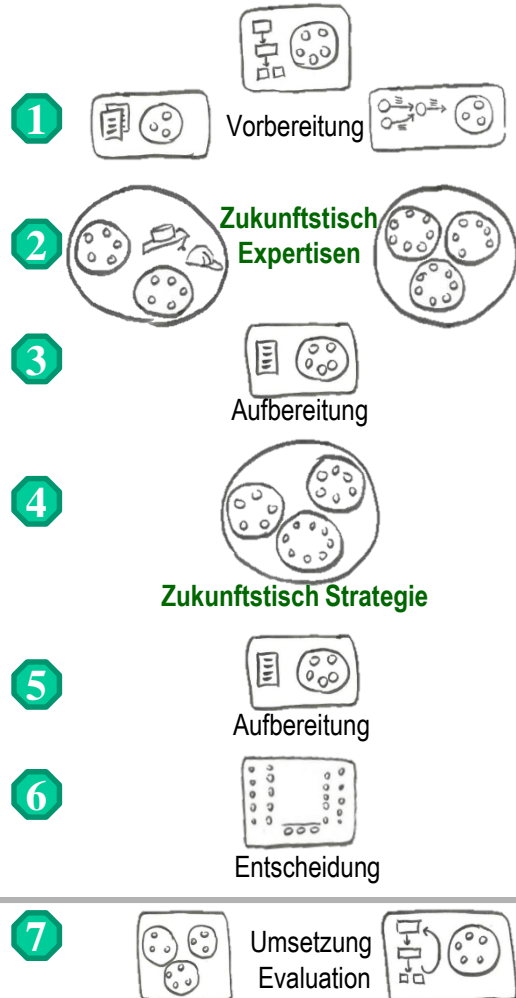 1
Vorbereitung
2
Zukunftstisch
Expertisen
3
Aufbereitung
4
Zukunftstisch Strategie
5
Aufbereitung
6
Entscheidung
7
Umsetzung
Evaluation